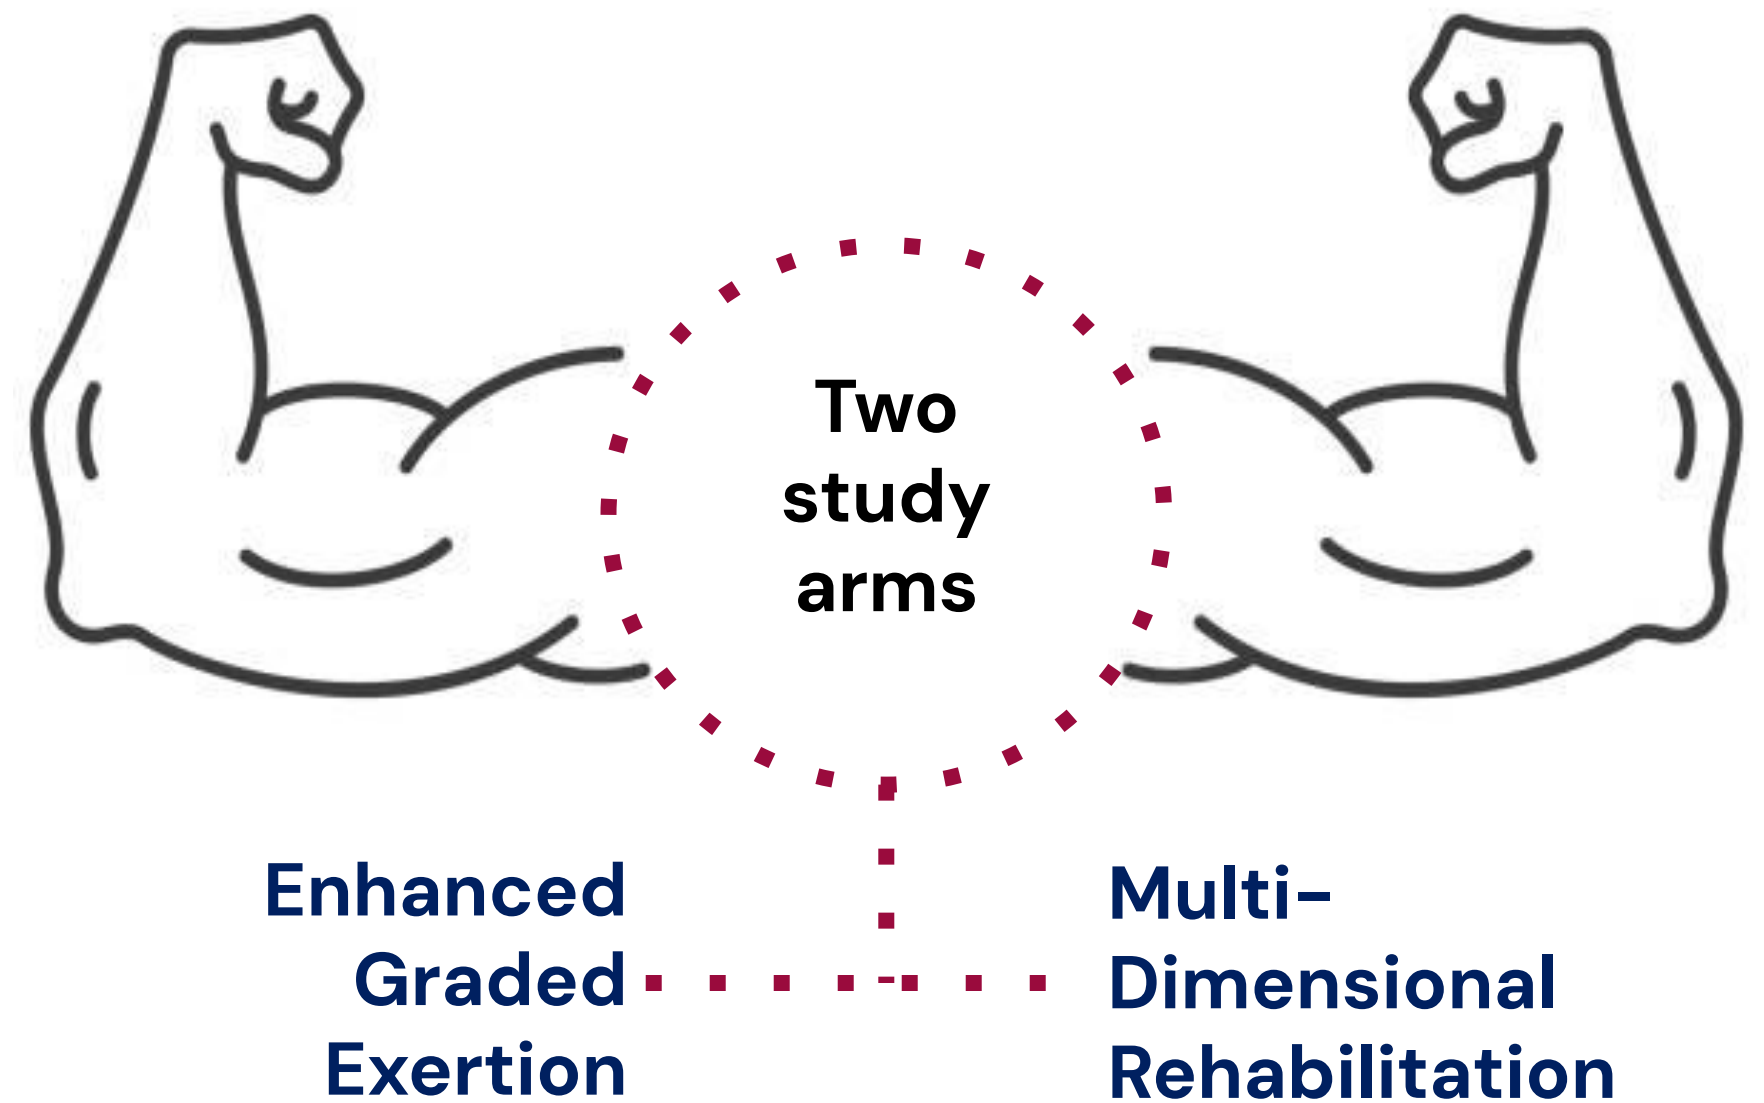 Two
study
arms
Enhanced
Graded
Exertion
Multi-
Dimensional
Rehabilitation